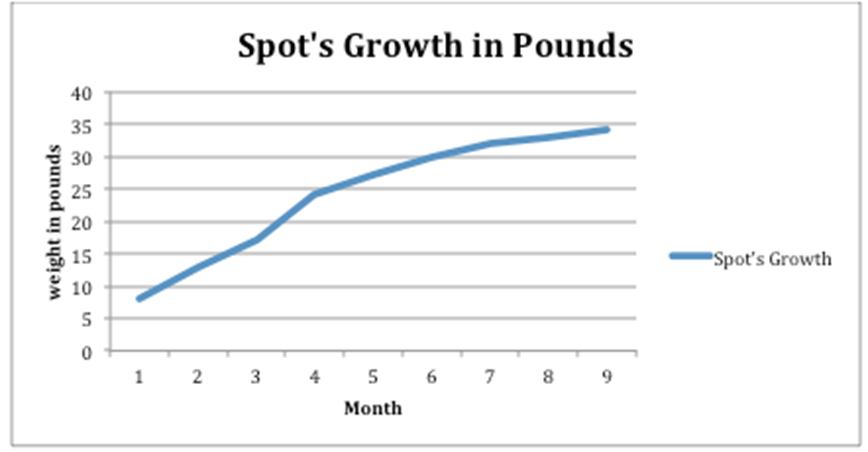 Spot's Growth in Pounds
40
35
30
25
20
15
10
5
0
weight in pounds
1 2 3 4 5 6 7 8 9
Month
Spot's Growth